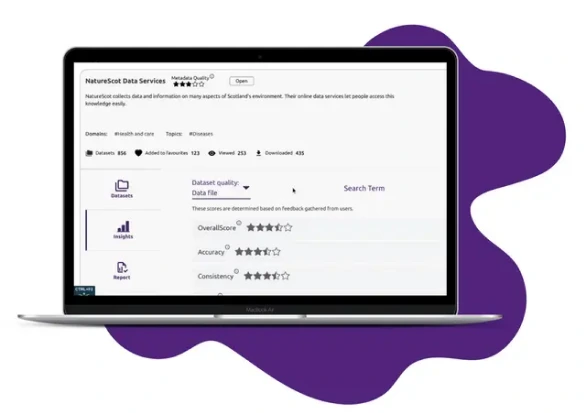 NatureScot Data Services Metadata Quality Open
NatureScot collects data and information on many aspects of Scotland's environment. Their online data services let people access this
knowledge easily.
Domains: #Health and care Topics: #Diseases
Datasets 856 Added to favourites 123 Viewed 253 Downloaded 435
Datasets
Insights
Report
Dataset quality:
Data file
Search Term
These scores are determined based on feedback gathered from users.
OverallScore
Accuracy
Consistency
MacBook Air